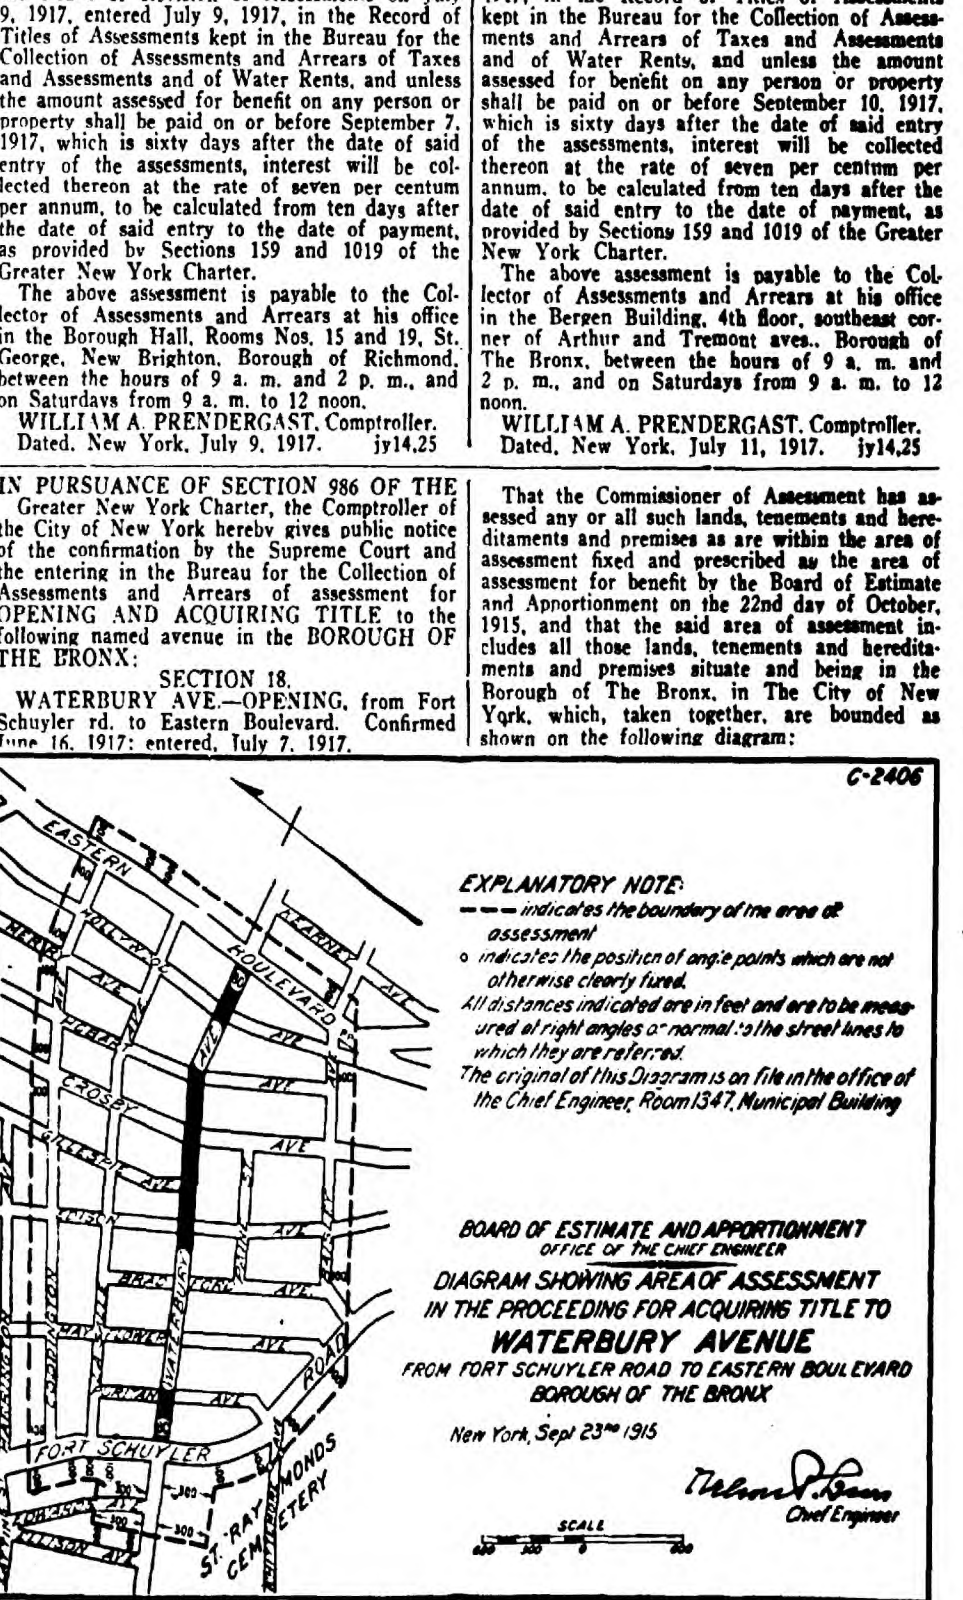 9, 1917, entered July 9, 1917, in the Record of
Titles of Assessments kept in the Bureau for the
Collection of Assessments and Arrears of Taxes
and Assessments and of Water Rents, and unless
the amount assessed for benefit on any person or
property shall be paid on or before September 7,
1917, which is sixty days after the date of said
entry of the assessments, interest will be col-
lected thereon at the rate of seven per centum
per annum, to be calculated from ten days after
the date of said entry to the date of payment,
as provided by Sections 159 and 1019 of the
Greater New York Charter.
The above assessment is payable to the Col-
lector of Assessments and Arrears at his office
in the Borough Hall, Rooms Nos. 15 and 19, St.
George, New Brighton, Borough of Richmond,
between the hours of 9 a. m. and 2 p. m., and
on Saturdays from 9 a. m. to 12 noon.
WILLIAM A. PRENDERGAST, Comptroller.
Dated, New York, July 9, 1917. jy14,25
kept in the Bureau for the Collection of Assess-
ments and Arrears of Taxes and Assessments
and of Water Rents, and unless the amount
assessed for benefit on any person or property
shall be paid on or before September 10, 1917,
which is sixty days after the date of said entry
of the assessments, interest will be collected
thereon at the rate of seven per centum per
annum, to be calculated from ten days after the
date of said entry to the date of payment, as
provided by Sections 159 and 1019 of the Greater
New York Charter.
The above assessment is payable to the Col-
lector of Assessments and Arrears at his office
in the Bergen Building, 4th floor, southeast cor-
ner of Arthur and Tremont aves., Borough of
The Bronx, between the hours of 9 a. m. and
2 p. m., and on Saturdays from 9 a. m. to 12
noon.
WILLIAM A. PRENDERGAST, Comptroller.
Dated, New York, July 11, 1917. jy14,25
IN PURSUANCE OF SECTION 986 OF THE
Greater New York Charter, the Comptroller of
the City of New York hereby gives public notice
of the confirmation by the Supreme Court and
the entering in the Bureau for the Collection of
Assessments and Arrears of assessment for
OPENING AND ACQUIRING TITLE to the
following named avenue in the BOROUGH OF
THE BRONX:
SECTION 18.
WATERBURY AVE.—OPENING, from Fort
Schuyler rd. to Eastern Boulevard. Confirmed
June 16, 1917; entered, July 7, 1917.
That the Commissioner of Assessment has as-
sessed any or all such lands, tenements and here-
ditaments and premises as are within the area of
assessment fixed and prescribed as the area of
assessment for benefit by the Board of Estimate
and Apportionment on the 22nd day of October,
1915, and that the said area of assessment in-
cludes all those lands, tenements and heredita-
ments and premises situate and being in the
Borough of The Bronx, in The City of New
York, which, taken together, are bounded as
shown on the following diagram:
C-2406
EXPLANATORY NOTE:
indicates the boundary of the area of
assessment
o indicates the position of angle points which are not
otherwise clearly fixed.
All distances indicated are in feet and are to be meas-
ured at right angles or normal to the street lines to
which they are referred.
The original of this Diagram is on file in the office of
the Chief Engineer, Room 1347, Municipal Building
BOARD OF ESTIMATE AND APPORTIONMENT
OFFICE OF THE CHIEF ENGINEER
DIAGRAM SHOWING AREA OF ASSESSMENT
IN THE PROCEEDING FOR ACQUIRING TITLE TO
WATERBURY AVENUE
FROM FORT SCHUYLER ROAD TO EASTERN BOULEVARD
BOROUGH OF THE BRONX
New York, Sept 23rd 1915
Chief Engineer
SCALE
600 300 0 600
EASTERN
BOULEVARD
KEARNEY
AVE
AVE
CROSBY
AVE
AVE
GILLESPIE
AVE
AVE
AVE
MAYFLOWER
AVE
AVE
WATERBURY
AVE
ROAD
FORT SCHUYLER
ST. RAYMONDS
CEMETERY
EDWARDS AVE
ELLISON AVE
300
300